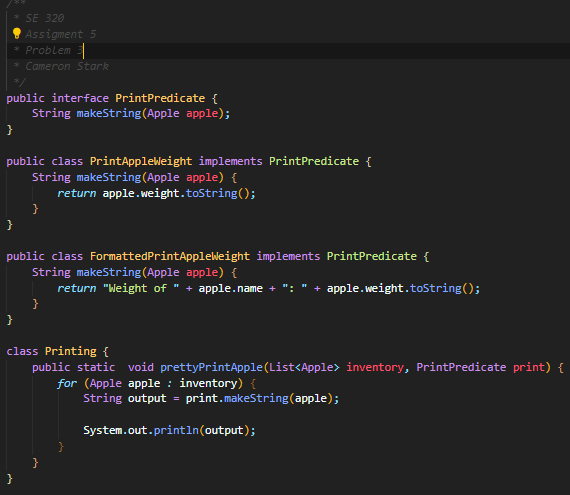 /**
 * SE 320
 * Assigment 5
 * Problem 3
 * Cameron Stark
 */
public interface PrintPredicate {
    String makeString(Apple apple);
}

public class PrintAppleWeight implements PrintPredicate {
    String makeString(Apple apple) {
        return apple.weight.toString();
    }
}

public class FormattedPrintAppleWeight implements PrintPredicate {
    String makeString(Apple apple) {
        return "Weight of " + apple.name + ": " + apple.weight.toString();
    }
}

class Printing {
    public static  void prettyPrintApple(List<Apple> inventory, PrintPredicate print) {
        for (Apple apple : inventory) {
            String output = print.makeString(apple);

            System.out.println(output);
        }
    }
}